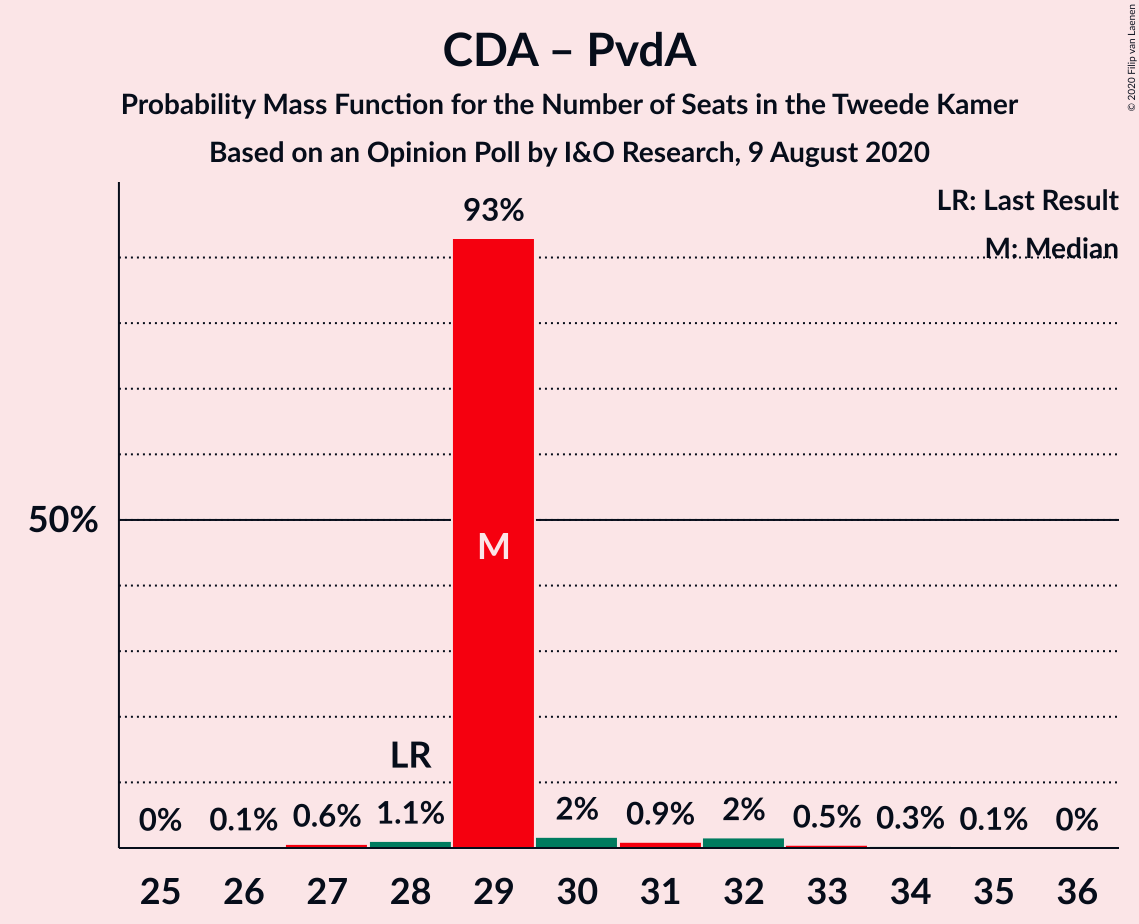 CDA – PvdA
Probability Mass Function for the Number of Seats in the Tweede Kamer
Based on an Opinion Poll by I&O Research, 9 August 2020
© 2020 Filip van Laenen
LR: Last Result
M: Median
93%
50%
M
LR
0% 0.1% 0.6% 1.1% 2% 0.9% 2% 0.5% 0.3% 0.1% 0%
25 26 27 28 29 30 31 32 33 34 35 36